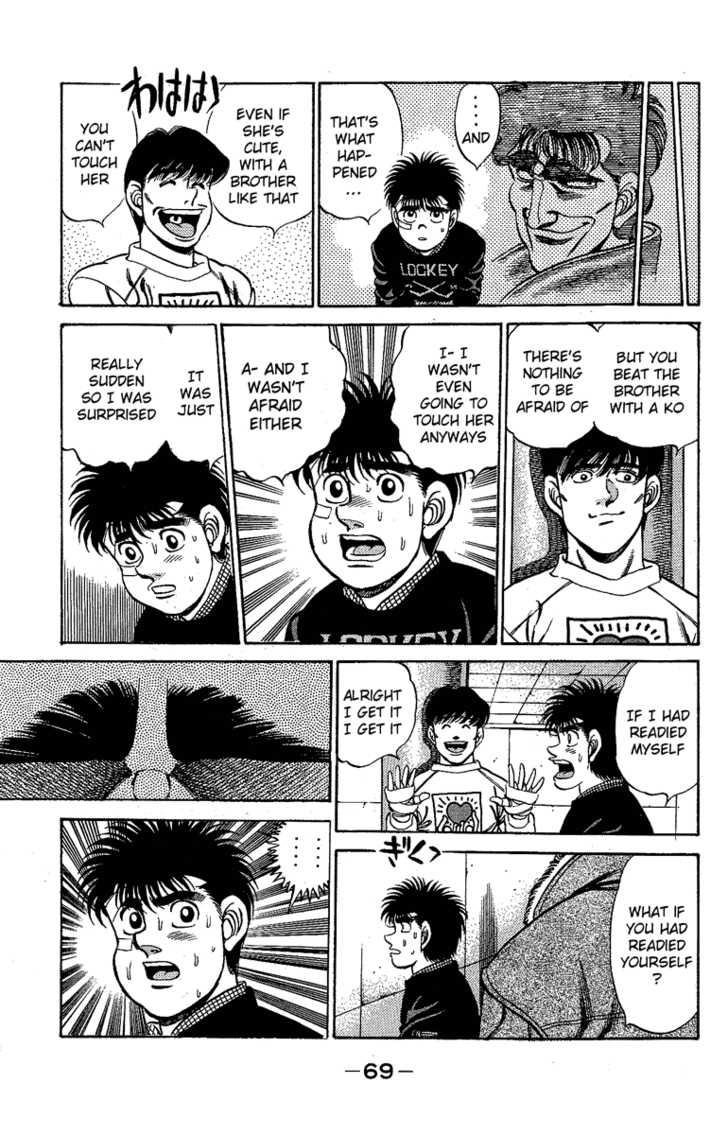 ・・・・
AND
THAT'S
WHAT
HAP-
PENED
...
LOCKEY
わははっ
EVEN IF
SHE'S
CUTE,
WITH A
BROTHER
LIKE THAT
YOU
CAN'T
TOUCH
HER
BUT YOU
BEAT THE
BROTHER
WITH A KO
THERE'S
NOTHING
TO BE
AFRAID OF
I- I
WASN'T
EVEN
GOING TO
TOUCH HER
ANYWAYS
A- AND I
WASN'T
AFRAID
EITHER
LOCKEY
IT
WAS
JUST
REALLY
SUDDEN
SO I WAS
SURPRISED
IF I HAD
READIED
MYSELF
ALRIGHT
I GET IT
I GET IT
WHAT IF
YOU HAD
READIED
YOURSELF
?
ぎくっ
・・・・
-69-